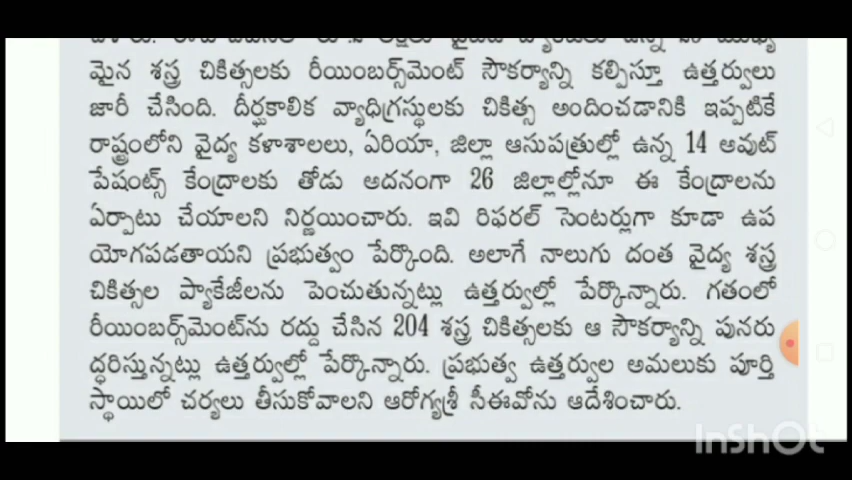 మైన శస్త్ర చికిత్సలకు రీయింబర్స్‌మెంట్ సౌకర్యాన్ని కల్పిస్తూ ఉత్తర్వులు
జారీ చేసింది. దీర్ఘకాలిక వ్యాధిగ్రస్థులకు చికిత్స అందించడానికి ఇప్పటికే
రాష్ట్రంలోని వైద్య కళాశాలలు, ఏరియా, జిల్లా ఆసుపత్రుల్లో ఉన్న 14 అవుట్
పేషంట్స్ కేంద్రాలకు తోడు అదనంగా 26 జిల్లాల్లోనూ ఈ కేంద్రాలను
ఏర్పాటు చేయాలని నిర్ణయించారు. ఇవి రిఫరల్ సెంటర్లుగా కూడా ఉప
యోగపడతాయని ప్రభుత్వం పేర్కొంది. అలాగే నాలుగు దంత వైద్య శస్త్ర
చికిత్సల ప్యాకేజీలను పెంచుతున్నట్లు ఉత్తర్వుల్లో పేర్కొన్నారు. గతంలో
రీయింబర్స్‌మెంట్‌ను రద్దు చేసిన 204 శస్త్ర చికిత్సలకు ఆ సౌకర్యాన్ని పునరు
ద్ధరిస్తున్నట్లు ఉత్తర్వుల్లో పేర్కొన్నారు. ప్రభుత్వ ఉత్తర్వుల అమలుకు పూర్తి
స్థాయిలో చర్యలు తీసుకోవాలని ఆరోగ్యశ్రీ సీఈవోను ఆదేశించారు.
InShOt